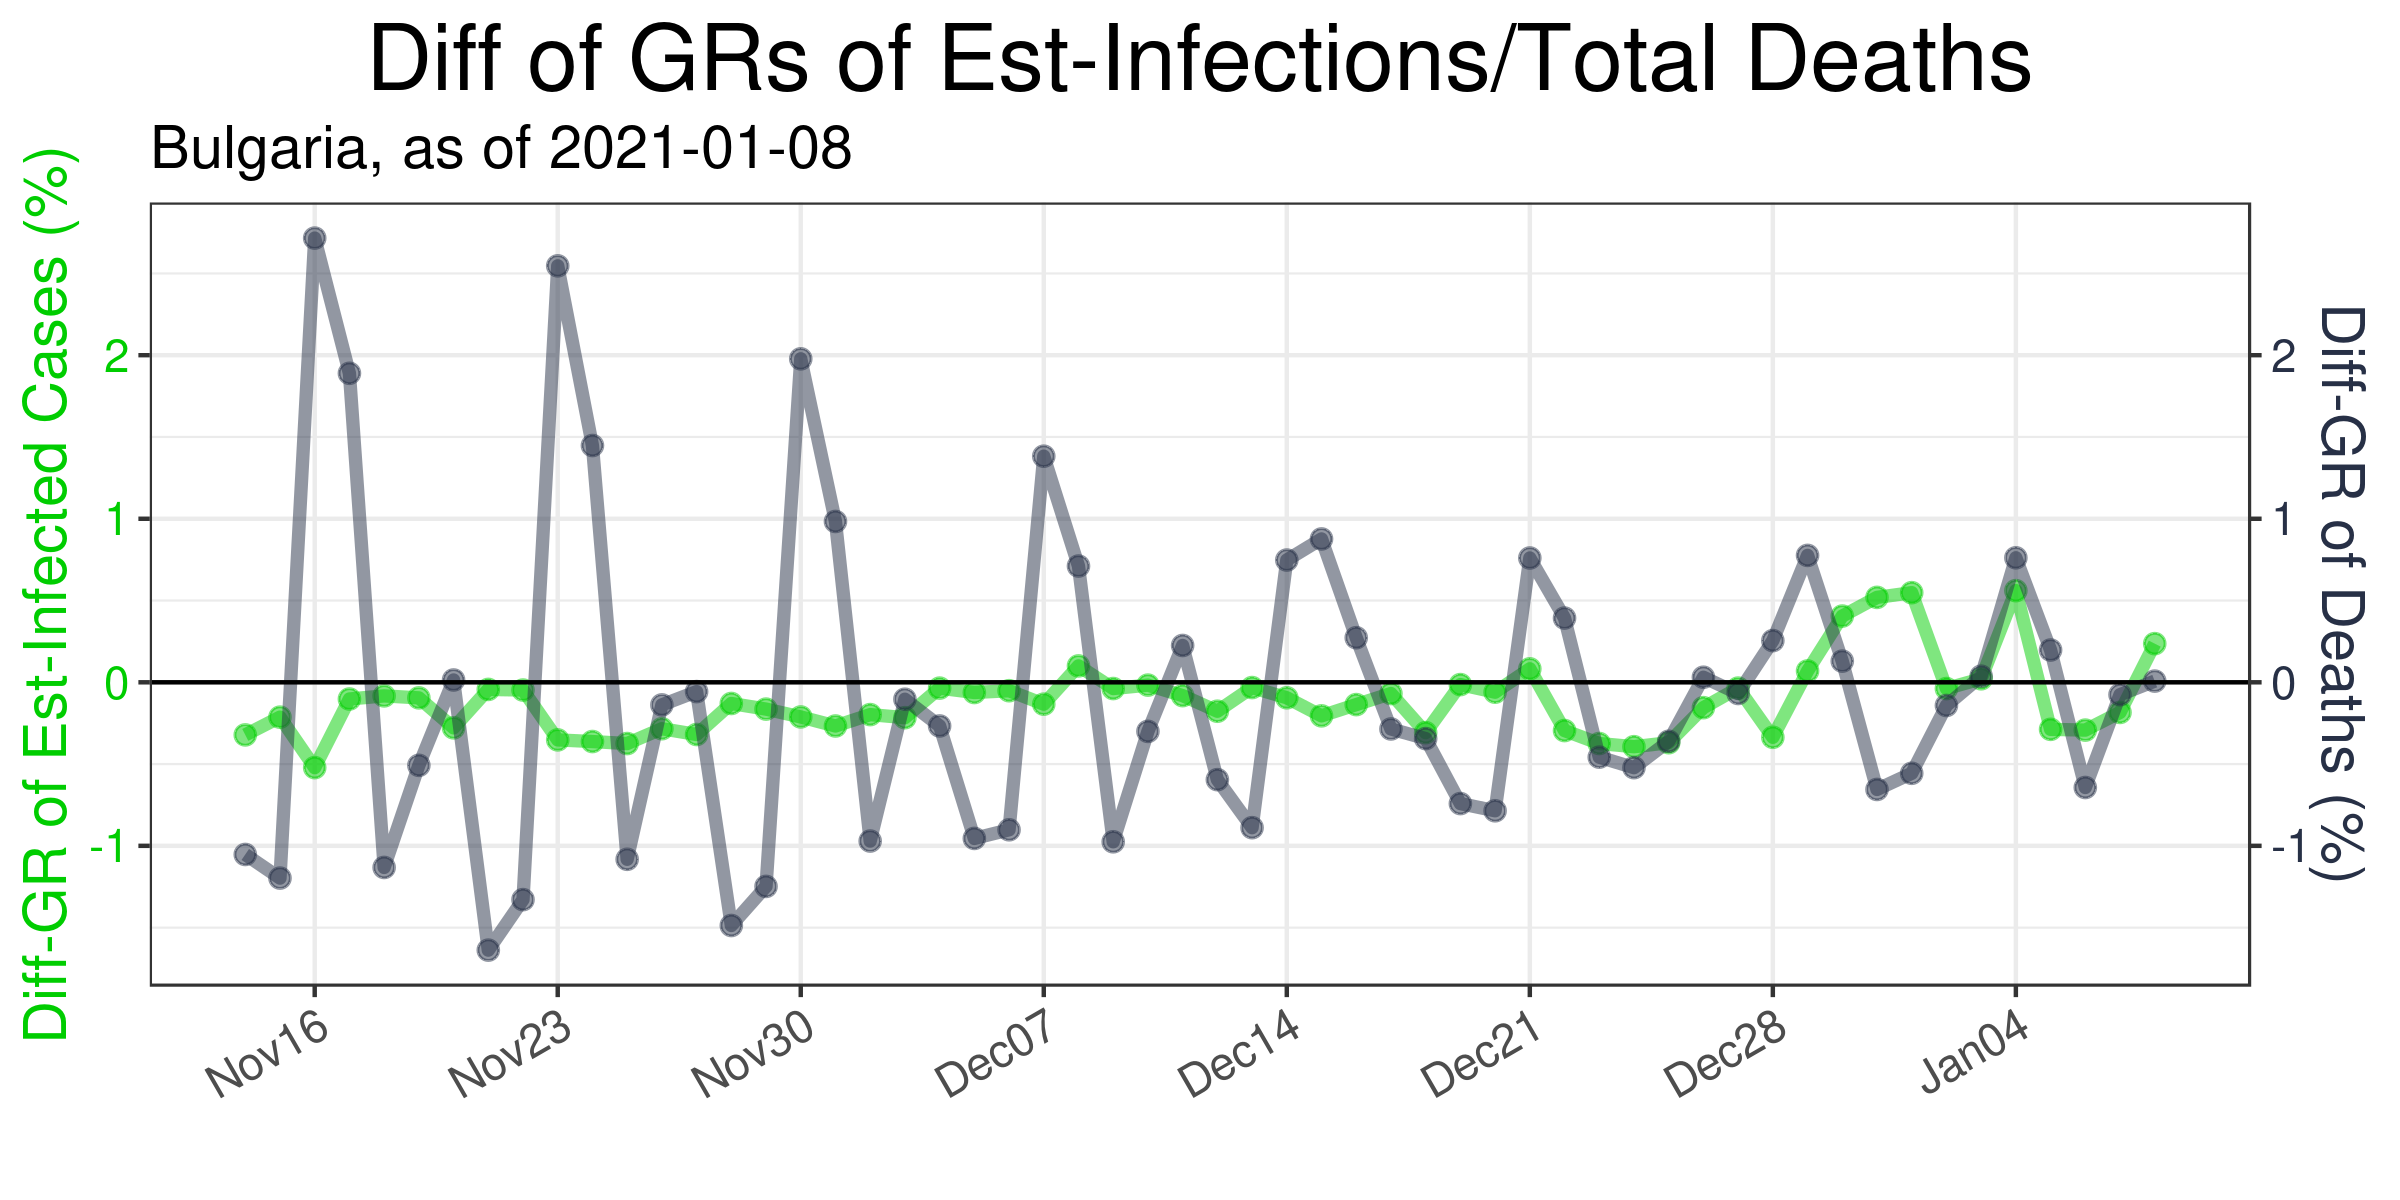 Diff of GRs of Est-Infections/Total Deaths
Bulgaria, as of 2021-01-08
Diff-GR of Est-Infected Cases (%)
2
1
0
-1
2
1
0
-1
Diff-GR of Deaths (%)
Nov16
Nov23
Nov30
Dec07
Dec14
Dec21
Dec28
Jan04